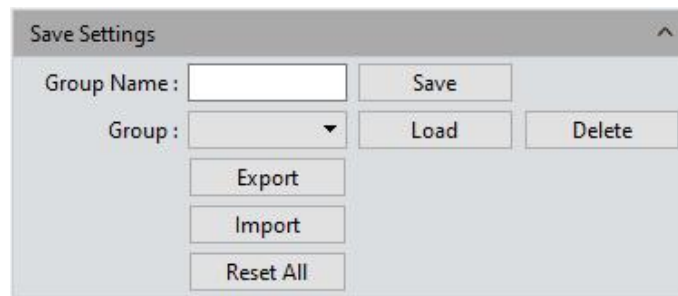 Save Settings
Group Name : Save
Group : Load Delete
Export
Import
Reset All